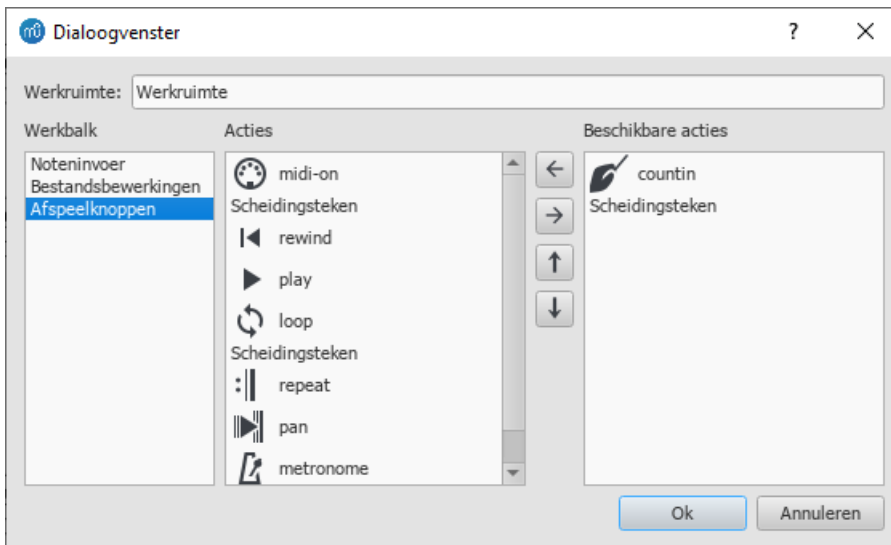 Dialoogvenster
Werkruimte: Werkruimte
Werkbalk
Noteninvoer
Bestandsbewerkingen
Afspeelknoppen
Acties
midi-on
Scheidingsteken
rewind
play
loop
Scheidingsteken
repeat
pan
metronome
Beschikbare acties
countin
Scheidingsteken
Ok
Annuleren